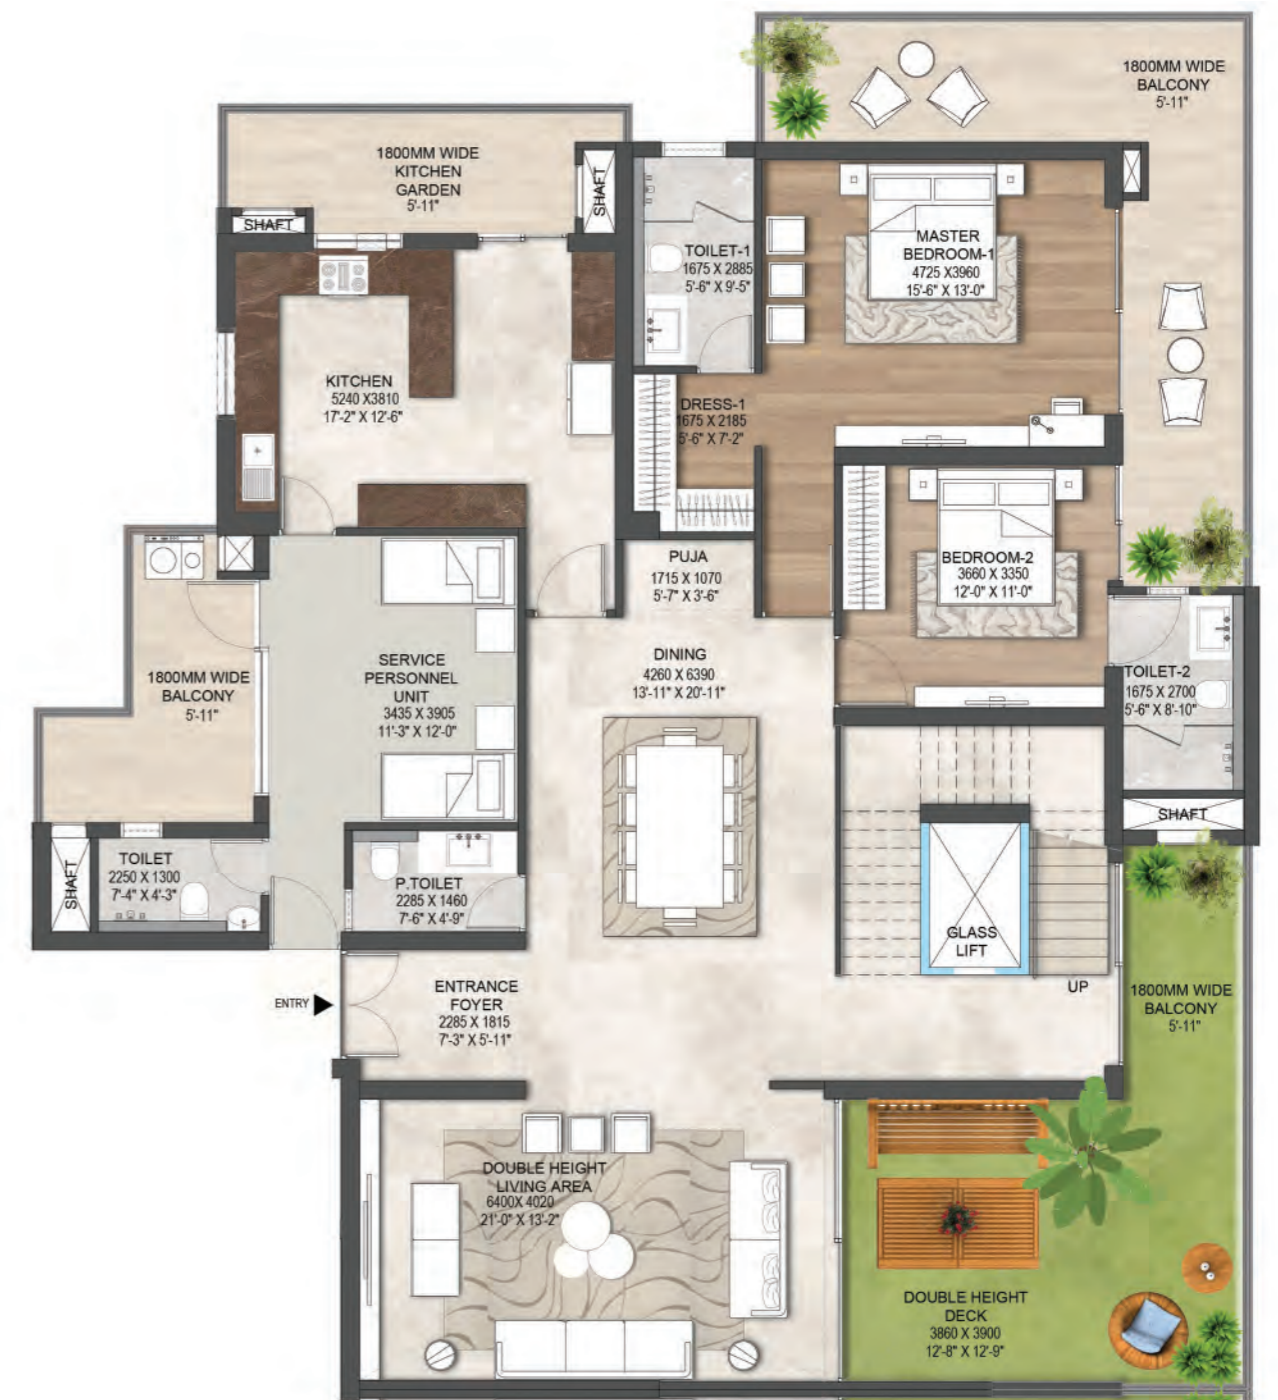 1800MM WIDE
BALCONY
5'-11"
1800MM WIDE
KITCHEN
GARDEN
5'-11"
SHAFT
SHAFT
TOILET-1
1675 X 2885
5'-6" X 9'-5"
MASTER
BEDROOM-1
4725 X3960
15'-6" X 13'-0"
KITCHEN
5240 X3810
17'-2" X 12'-6"
DRESS-1
1675 X 2185
5'-6" X 7'-2"
PUJA
1715 X 1070
5'-7" X 3'-6"
BEDROOM-2
3660 X 3350
12'-0" X 11'-0"
DINING
4260 X 6390
13'-11" X 20'-11"
SERVICE
PERSONNEL
UNIT
3435 X 3905
11'-3" X 12'-0"
1800MM WIDE
BALCONY
5'-11"
TOILET-2
1675 X 2700
5'-6" X 8'-10"
SHAFT
SHAFT
TOILET
2250 X 1300
7'-4" X 4'-3"
P.TOILET
2285 X 1460
7'-6" X 4'-9"
GLASS
LIFT
UP
ENTRY
ENTRANCE
FOYER
2285 X 1815
7'-3" X 5'-11"
1800MM WIDE
BALCONY
5'-11"
DOUBLE HEIGHT
LIVING AREA
6400X 4020
21'-0" X 13'-2"
DOUBLE HEIGHT
DECK
3860 X 3900
12'-8" X 12'-9"